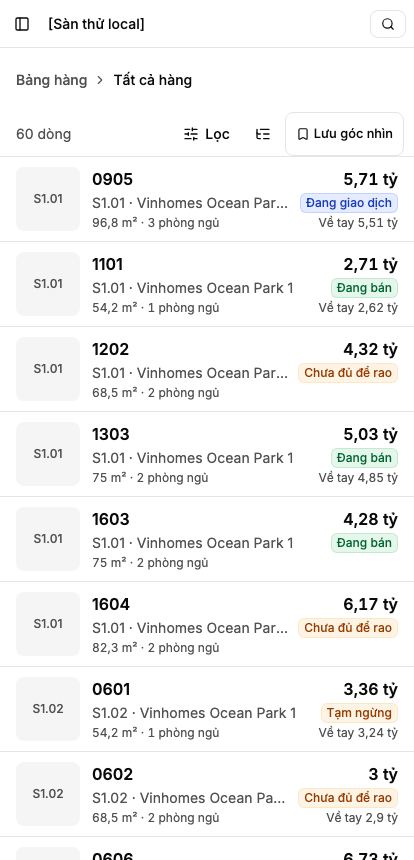 [Sàn thử local]
Bảng hàng > Tất cả hàng
60 dòng Lọc Lưu góc nhìn
S1.01
0905 5,71 tỷ
S1.01 · Vinhomes Ocean Par... Đang giao dịch
96,8 m² · 3 phòng ngủ Về tay 5,51 tỷ
S1.01
1101 2,71 tỷ
S1.01 · Vinhomes Ocean Park 1 Đang bán
54,2 m² · 1 phòng ngủ Về tay 2,62 tỷ
S1.01
1202 4,32 tỷ
S1.01 · Vinhomes Ocean Par... Chưa đủ để rao
68,5 m² · 2 phòng ngủ
S1.01
1303 5,03 tỷ
S1.01 · Vinhomes Ocean Park 1 Đang bán
75 m² · 2 phòng ngủ Về tay 4,85 tỷ
S1.01
1603 4,28 tỷ
S1.01 · Vinhomes Ocean Park 1 Đang bán
75 m² · 2 phòng ngủ
S1.01
1604 6,17 tỷ
S1.01 · Vinhomes Ocean Par... Chưa đủ để rao
82,3 m² · 2 phòng ngủ
S1.02
0601 3,36 tỷ
S1.02 · Vinhomes Ocean Park 1 Tạm ngừng
54,2 m² · 1 phòng ngủ Về tay 3,24 tỷ
S1.02
0602 3 tỷ
S1.02 · Vinhomes Ocean Pa... Chưa đủ để rao
68,5 m² · 2 phòng ngủ Về tay 2,9 tỷ
0606 6,73 tỷ